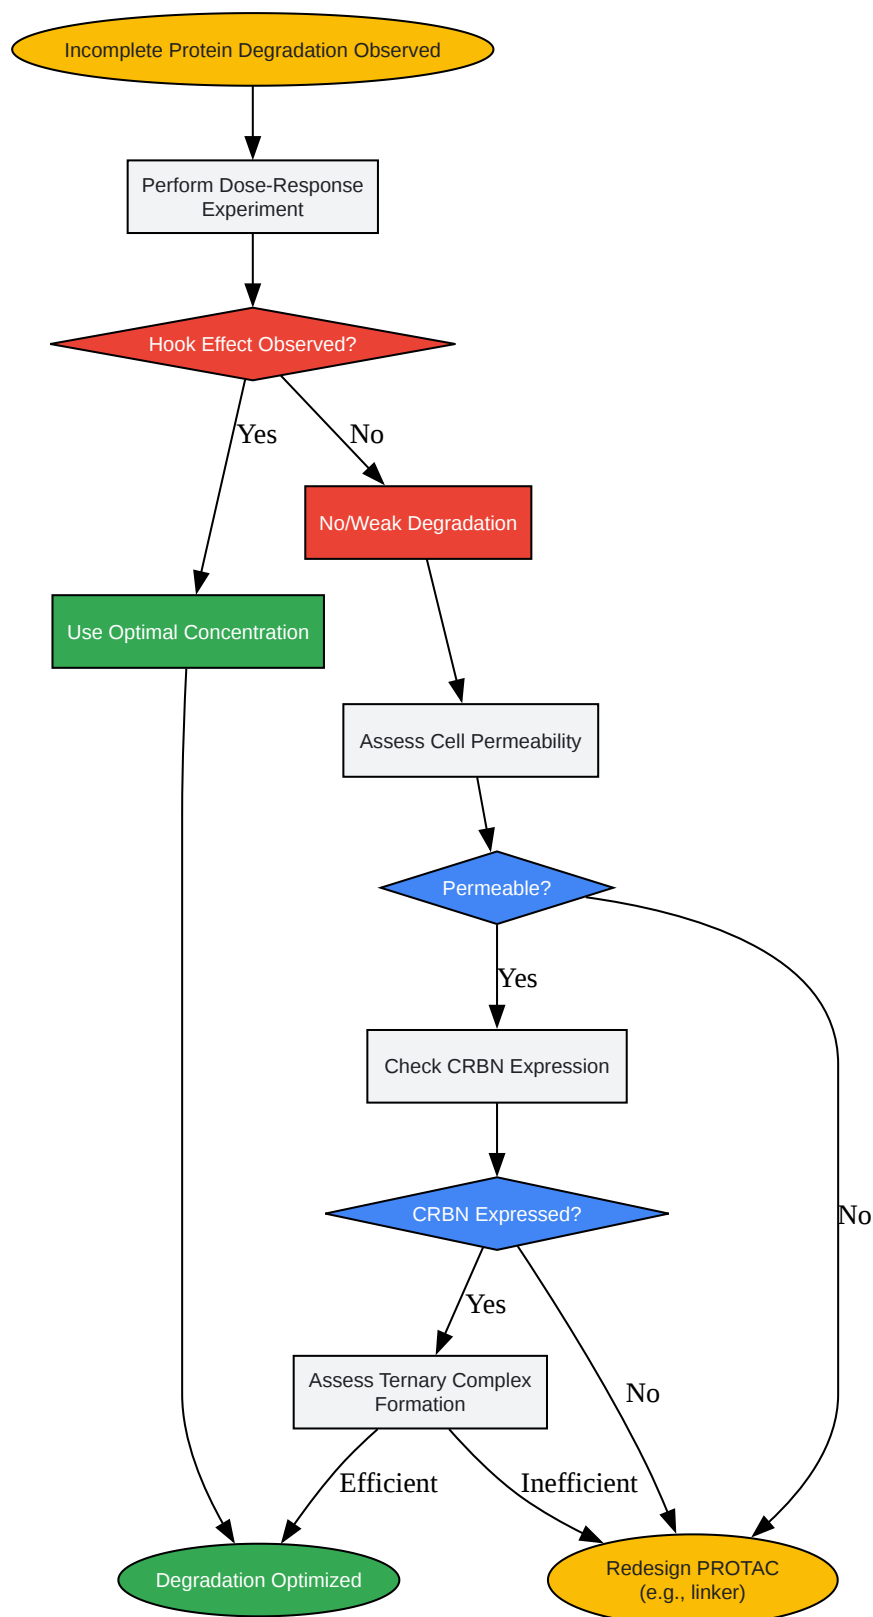 Incomplete Protein Degradation Observed
Perform Dose-Response
Experiment
Hook Effect Observed?
Yes
No
No/Weak Degradation
Use Optimal Concentration
Assess Cell Permeability
Permeable?
Yes
Check CRBN Expression
CRBN Expressed?
No
Yes
Assess Ternary Complex
Formation
No
Efficient
Inefficient
Degradation Optimized
Redesign PROTAC
(e.g., linker)